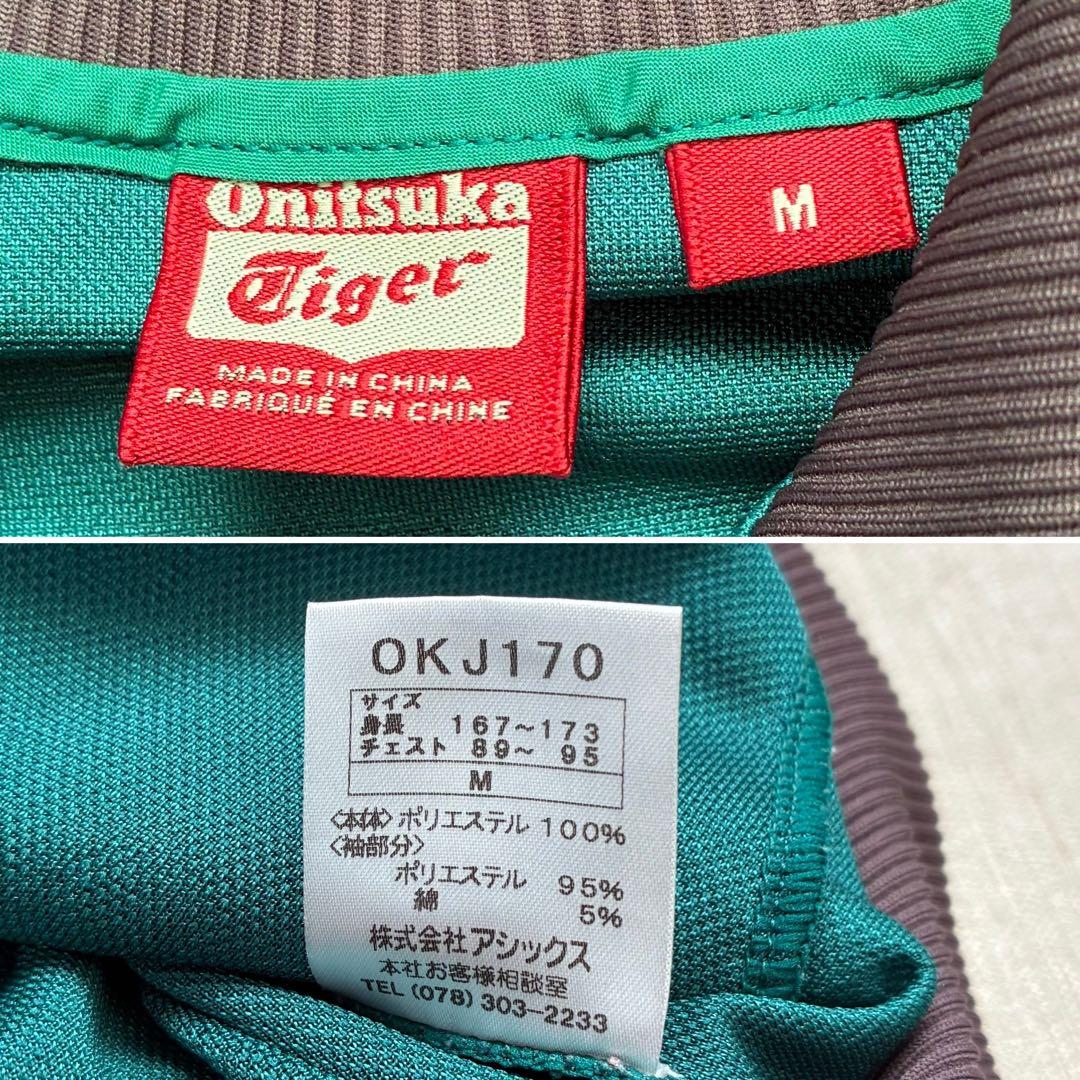 Onitsuka
Tiger
MADE IN CHINA
FABRIQUÉ EN CHINE
M
OKJ170
サイズ
身長 167～173
チェスト 89～ 95
M
〈本体〉ポリエステル 100%
〈袖部分〉
ポリエステル 95%
綿 5%
株式会社アシックス
本社お客様相談室
TEL (078) 303-2233